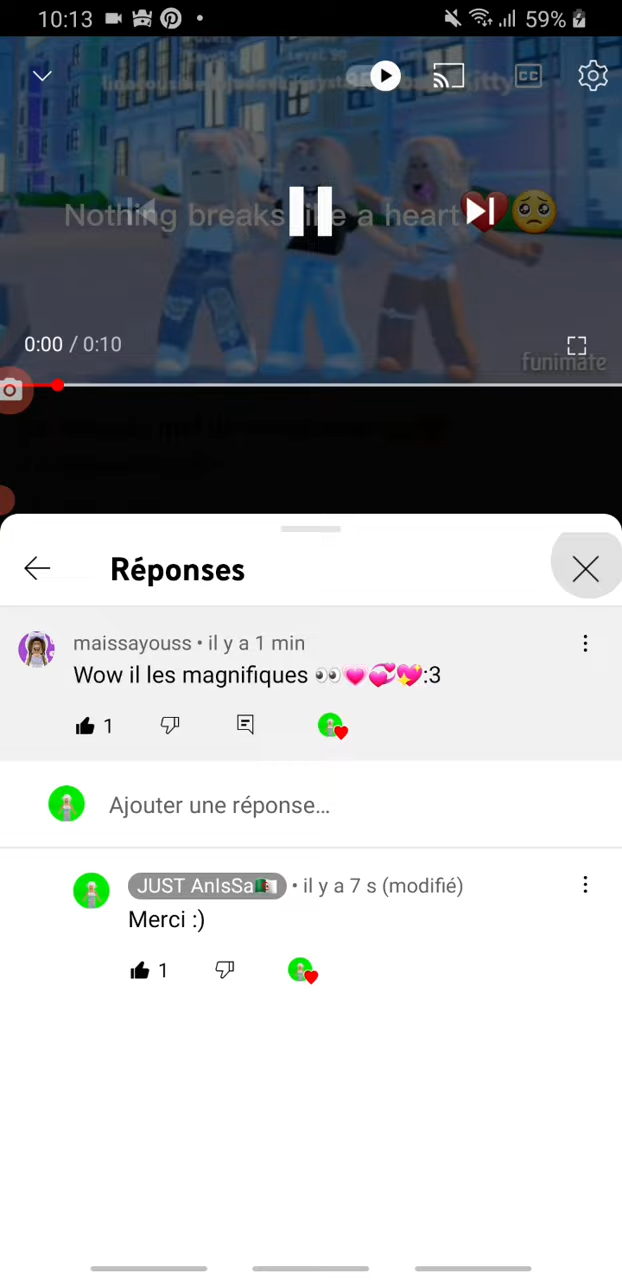 10:13
59%
CC
Nothing breaks like a heart❤️🥺
0:00 / 0:10
funimate
Réponses
maissayouss • il y a 1 min
Wow il les magnifiques 👀💗💞💖:3
1
Ajouter une réponse...
JUST AnIsSa🇩🇿 • il y a 7 s (modifié)
Merci :)
1